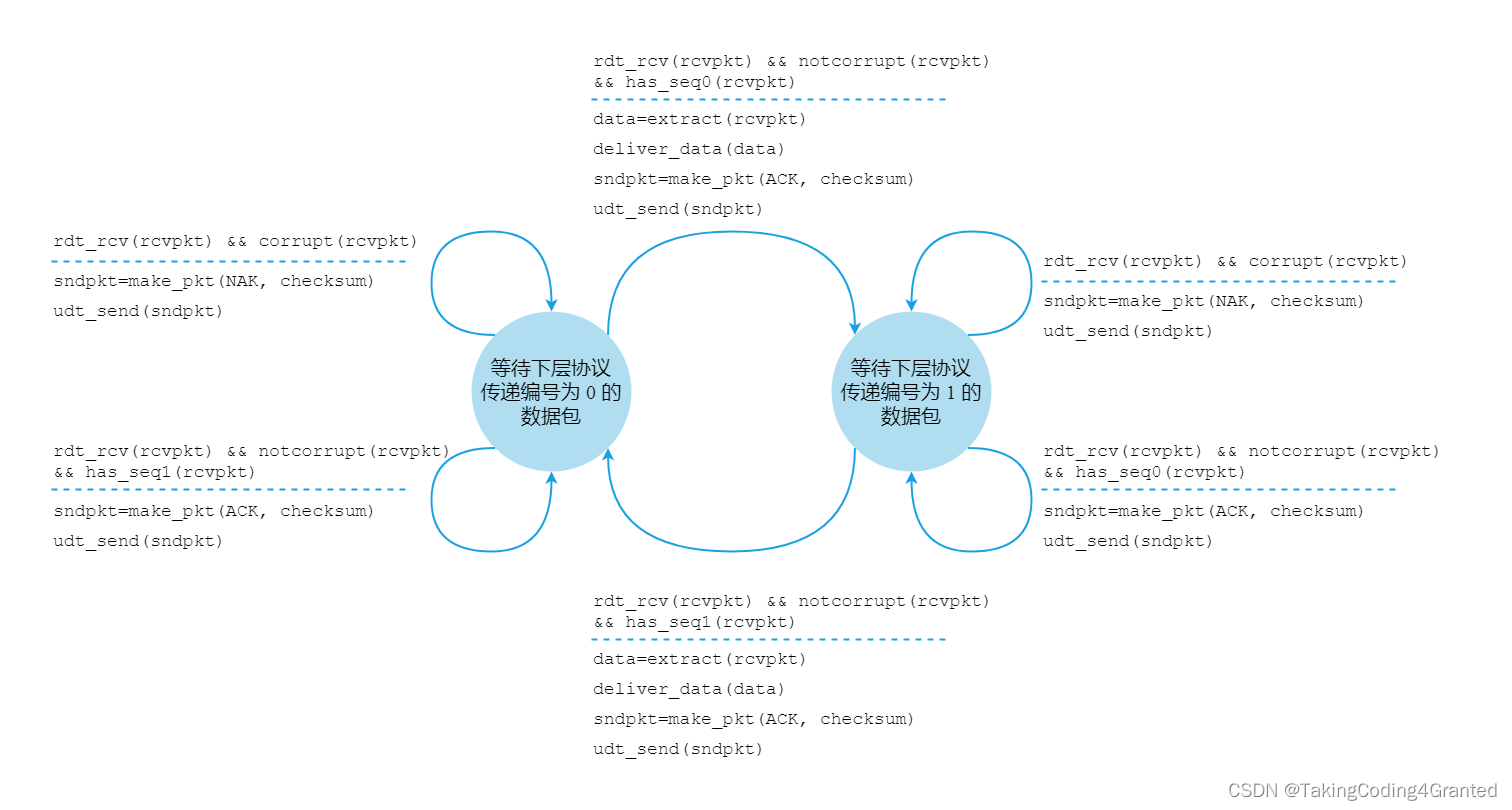 rdt_rcv(rcvpkt) && notcorrupt(rcvpkt)
&& has_seq0(rcvpkt)
data=extract(rcvpkt)
deliver_data(data)
sndpkt=make_pkt(ACK, checksum)
udt_send(sndpkt)
rdt_rcv(rcvpkt) && corrupt(rcvpkt)
sndpkt=make_pkt(NAK, checksum)
udt_send(sndpkt)
rdt_rcv(rcvpkt) && corrupt(rcvpkt)
sndpkt=make_pkt(NAK, checksum)
udt_send(sndpkt)
等待下层协议
传递编号为 0 的
数据包
等待下层协议
传递编号为 1 的
数据包
rdt_rcv(rcvpkt) && notcorrupt(rcvpkt)
&& has_seq1(rcvpkt)
sndpkt=make_pkt(ACK, checksum)
udt_send(sndpkt)
rdt_rcv(rcvpkt) && notcorrupt(rcvpkt)
&& has_seq0(rcvpkt)
sndpkt=make_pkt(ACK, checksum)
udt_send(sndpkt)
rdt_rcv(rcvpkt) && notcorrupt(rcvpkt)
&& has_seq1(rcvpkt)
data=extract(rcvpkt)
deliver_data(data)
sndpkt=make_pkt(ACK, checksum)
udt_send(sndpkt)
CSDN @TakingCoding4Granted